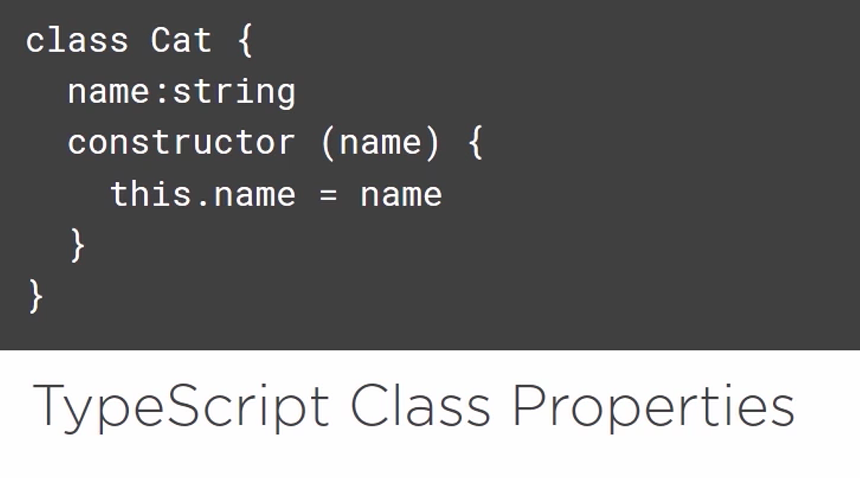 class Cat {
  name:string
  constructor (name) {
    this.name = name
  }
}
TypeScript Class Properties